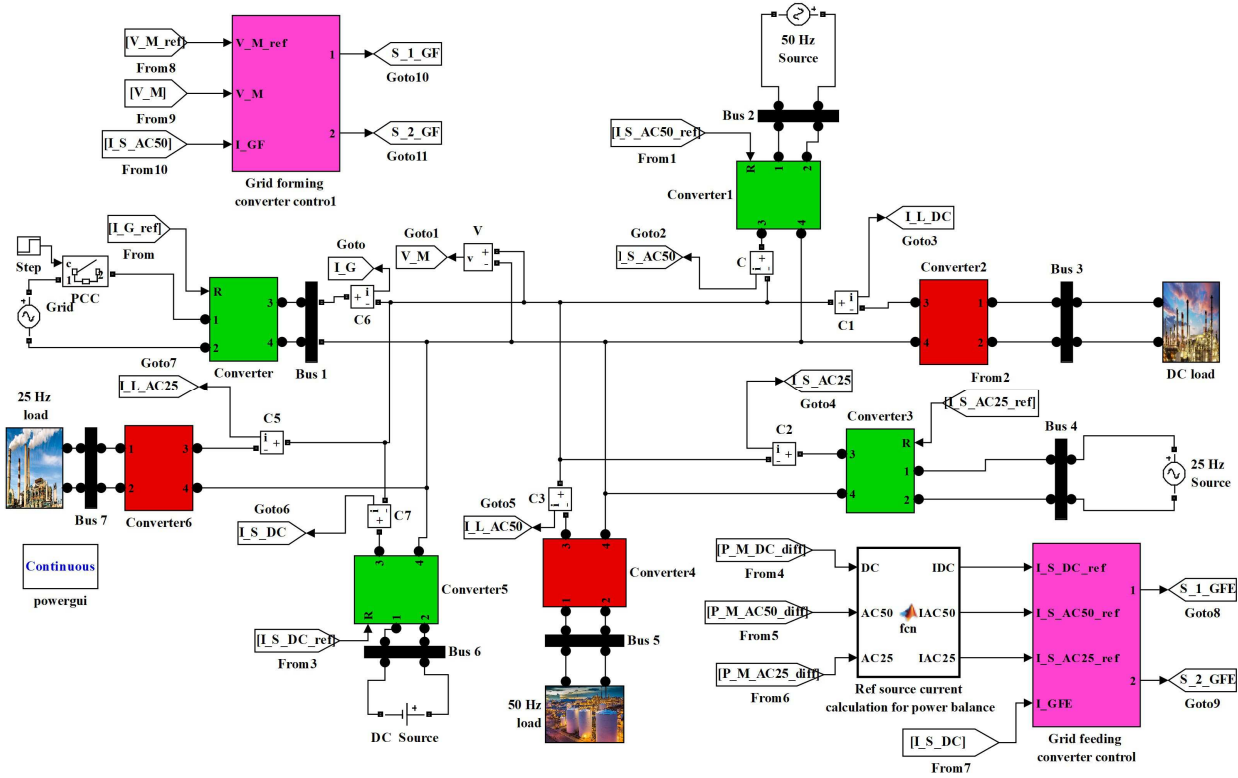 [V_M_ref]
From8
[V_M]
From9
[I_S_AC50]
From10
V_M_ref
V_M
I_GF
1
2
Grid forming
converter contro1
S_1_GF
Goto10
S_2_GF
Goto11
50 Hz
Source
Bus 2
[I_S_AC50_ref]
From1
R
1
2
3
4
Converter1
Goto2
I_S_AC50
C
i
I_L_DC
Goto3
[I_G_ref]
From
Step
c
1
2
PCC
Grid
R
1
2
3
4
Converter
Bus 1
Goto
I_G
i
C6
Goto1
V_M
V
v
i
C1
Converter2
3
4
1
2
Bus 3
DC load
Goto7
I_L_AC25
25 Hz
load
Bus 7
1
2
3
4
Converter6
C5
i
I_S_AC25
Goto4
C2
i
From2
[I_S_AC25_ref]
Converter3
R
1
2
3
4
Bus 4
25 Hz
Source
Continuous
powergui
Goto6
I_S_DC
C7
i
3
4
R
1
2
Converter5
[I_S_DC_ref]
From3
Bus 6
DC Source
Goto5
I_L_AC50
C3
i
3
4
1
2
Converter4
Bus 5
50 Hz
load
[P_M_DC_diff]
From4
[P_M_AC50_diff]
From5
[P_M_AC25_diff]
From6
DC
AC50
AC25
fcn
IDC
IAC50
IAC25
Ref source current
calculation for power balance
[I_S_DC]
From7
I_S_DC_ref
I_S_AC50_ref
I_S_AC25_ref
I_GFE
1
2
Grid feeding
converter control
S_1_GFE
Goto8
S_2_GFE
Goto9